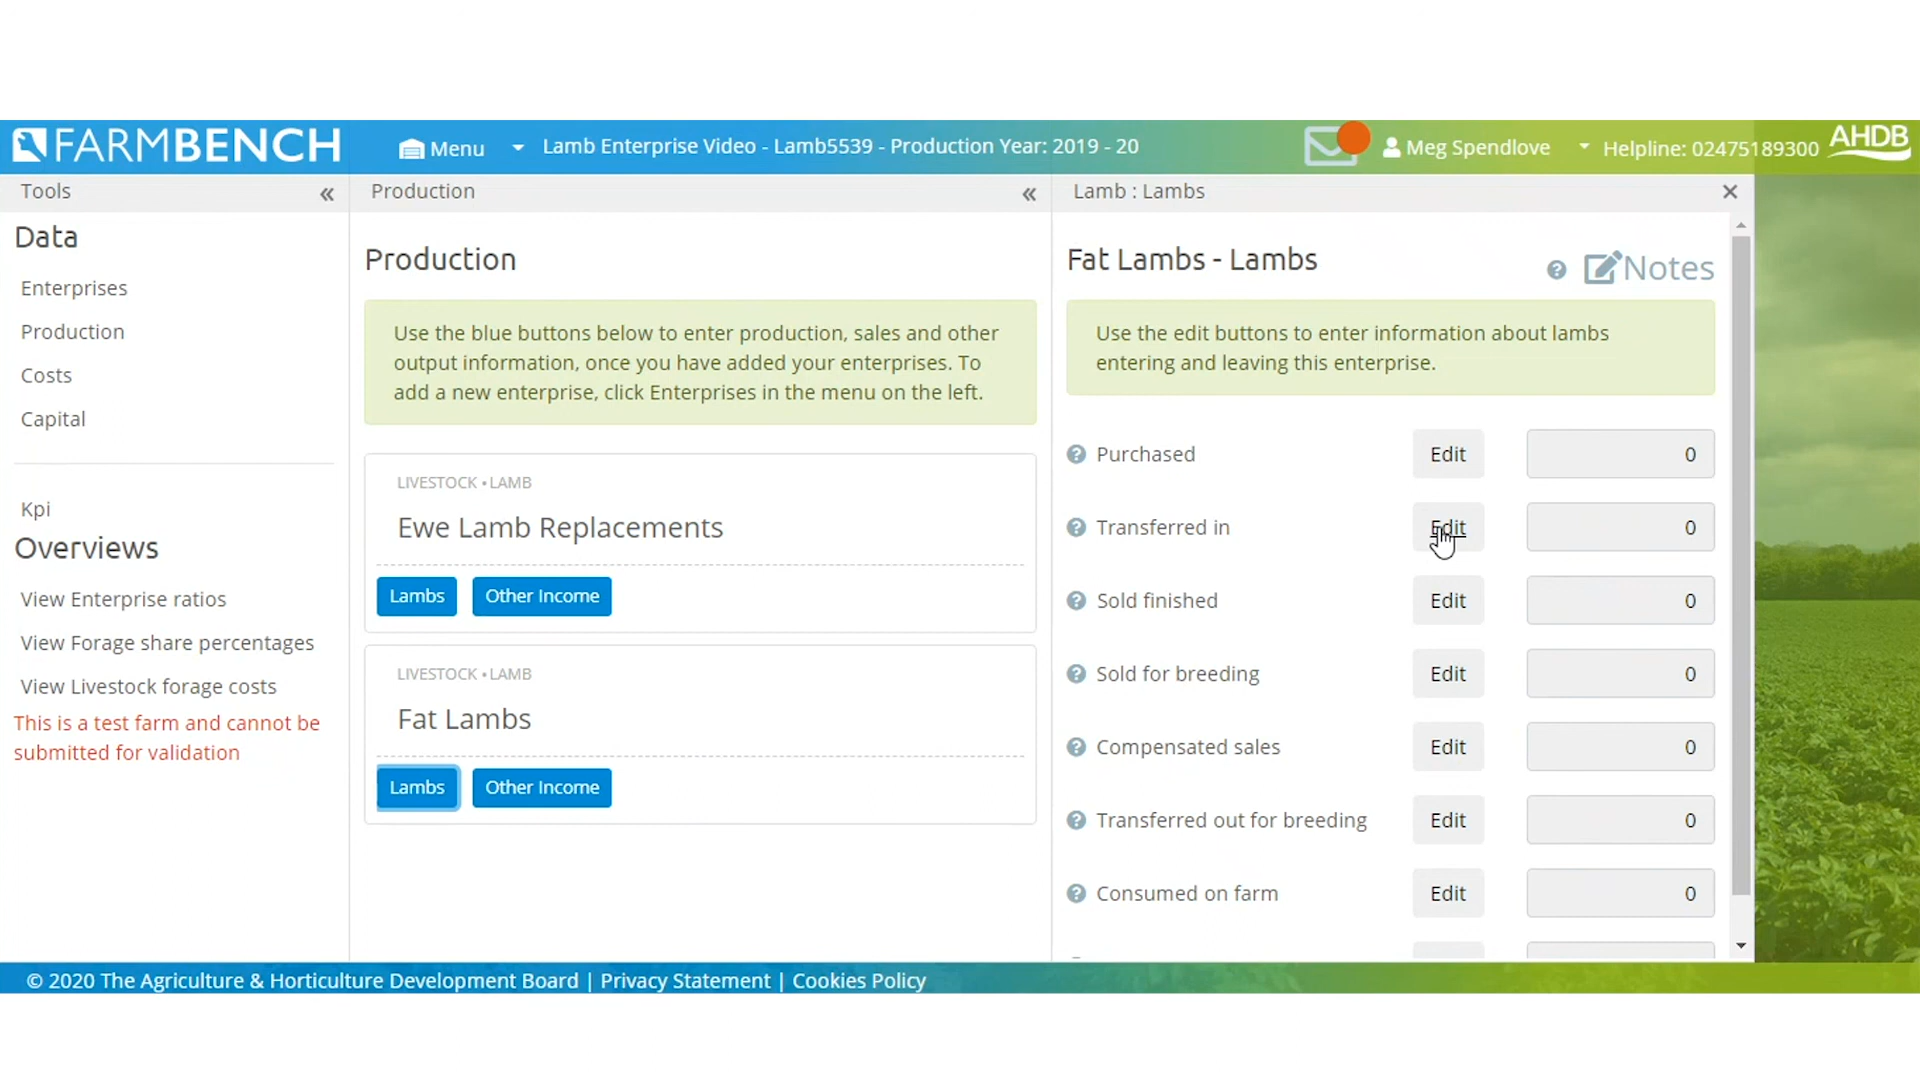 FARMBENCH
Menu
Lamb Enterprise Video - Lamb5539 - Production Year: 2019 - 20
Meg Spendlove
Helpline: 02475189300
AHDB
Tools
Data
Enterprises
Production
Costs
Capital
Kpi
Overviews
View Enterprise ratios
View Forage share percentages
View Livestock forage costs
This is a test farm and cannot be
submitted for validation
Production
Production
Use the blue buttons below to enter production, sales and other
output information, once you have added your enterprises. To
add a new enterprise, click Enterprises in the menu on the left.
LIVESTOCK • LAMB
Ewe Lamb Replacements
Lambs Other Income
LIVESTOCK • LAMB
Fat Lambs
Lambs Other Income
Lamb : Lambs
Fat Lambs - Lambs
Notes
Use the edit buttons to enter information about lambs
entering and leaving this enterprise.
Purchased Edit 0
Transferred in Edit 0
Sold finished Edit 0
Sold for breeding Edit 0
Compensated sales Edit 0
Transferred out for breeding Edit 0
Consumed on farm Edit 0
© 2020 The Agriculture & Horticulture Development Board | Privacy Statement | Cookies Policy